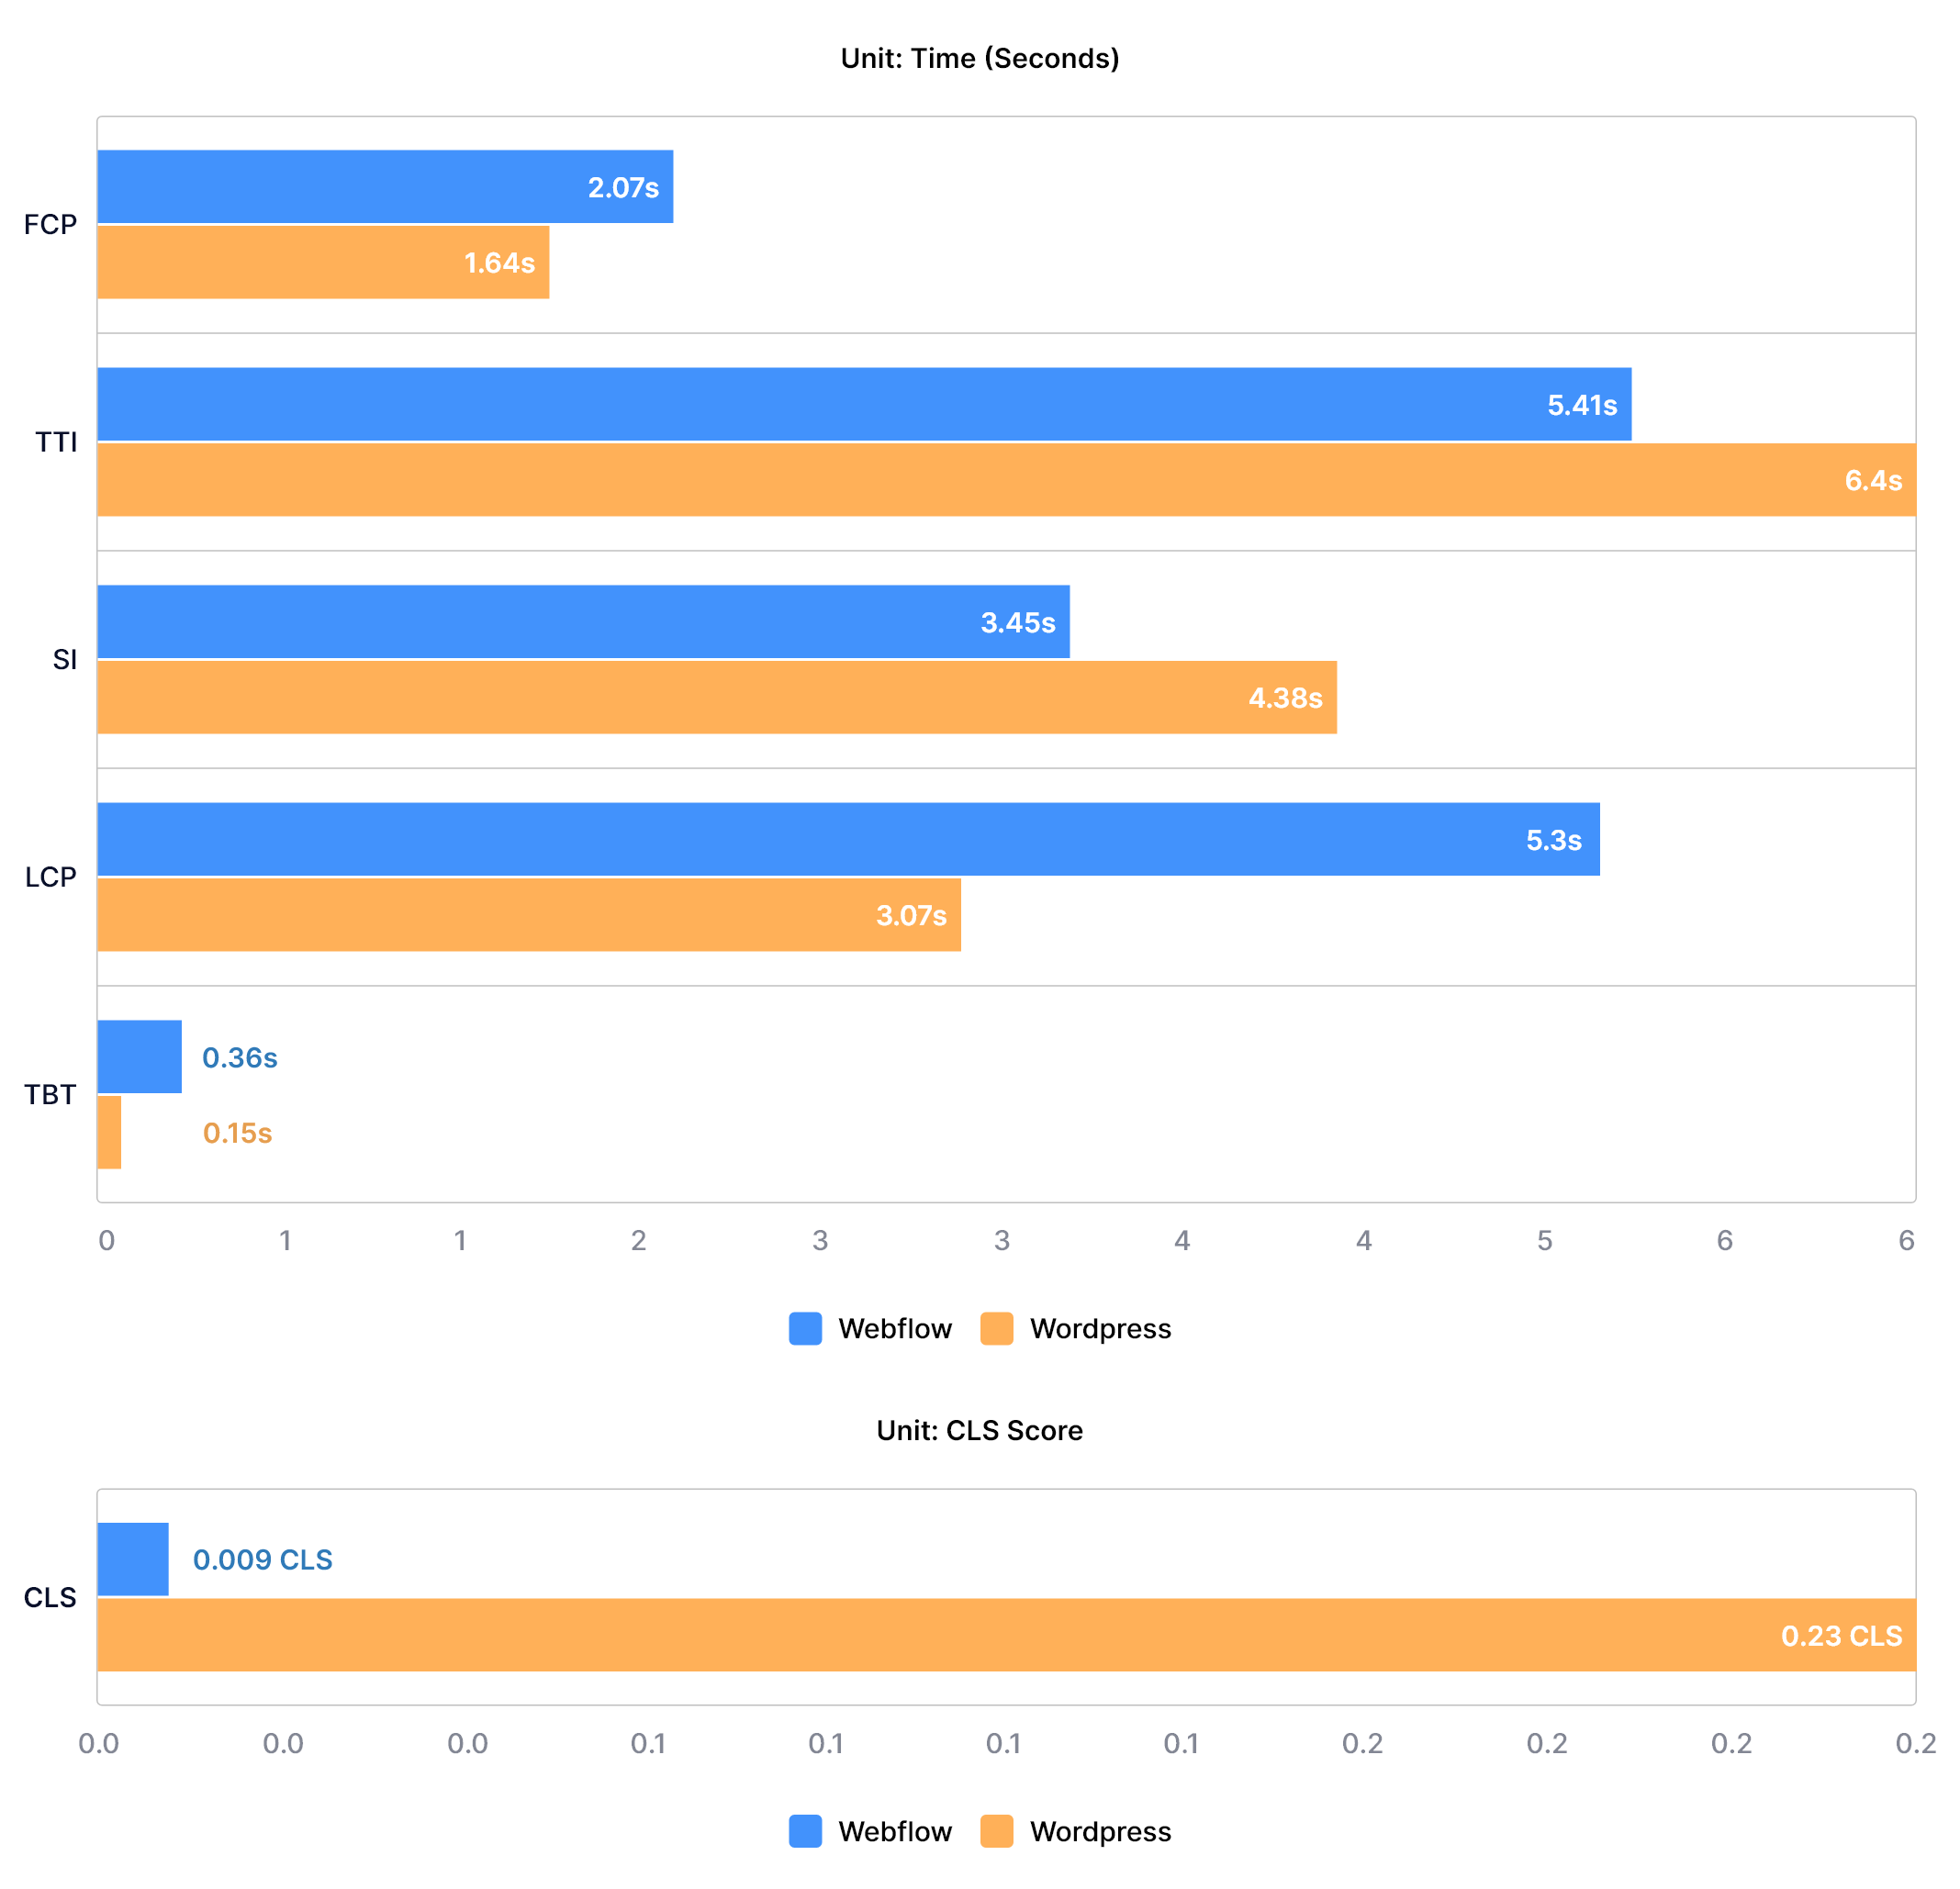 Unit: Time (Seconds)
FCP
2.07s
1.64s
TTI
5.41s
6.4s
SI
3.45s
4.38s
LCP
5.3s
3.07s
TBT
0.36s
0.15s
0 1 1 2 3 3 4 4 5 6 6
Webflow Wordpress
Unit: CLS Score
CLS
0.009 CLS
0.23 CLS
0.0 0.0 0.0 0.1 0.1 0.1 0.1 0.2 0.2 0.2 0.2
Webflow Wordpress